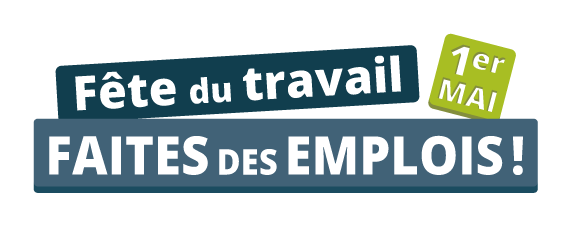 Fête du travail
1er
MAI
FAITES DES EMPLOIS !